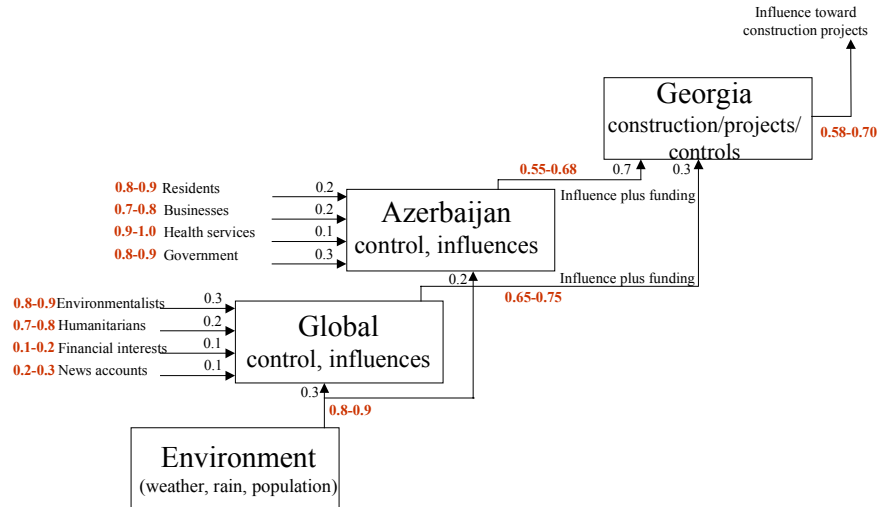 Influence toward
construction projects
Georgia
construction/projects/
controls
0.58-0.70
0.55-0.68
0.7
0.3
Influence plus funding
0.8-0.9 Residents
0.2
0.7-0.8 Businesses
0.2
0.9-1.0 Health services
0.1
0.8-0.9 Government
0.3
Azerbaijan
control, influences
0.2
Influence plus funding
0.65-0.75
0.8-0.9 Environmentalists
0.3
0.7-0.8 Humanitarians
0.2
0.1-0.2 Financial interests
0.1
0.2-0.3 News accounts
0.1
Global
control, influences
0.3
0.8-0.9
Environment
(weather, rain, population)